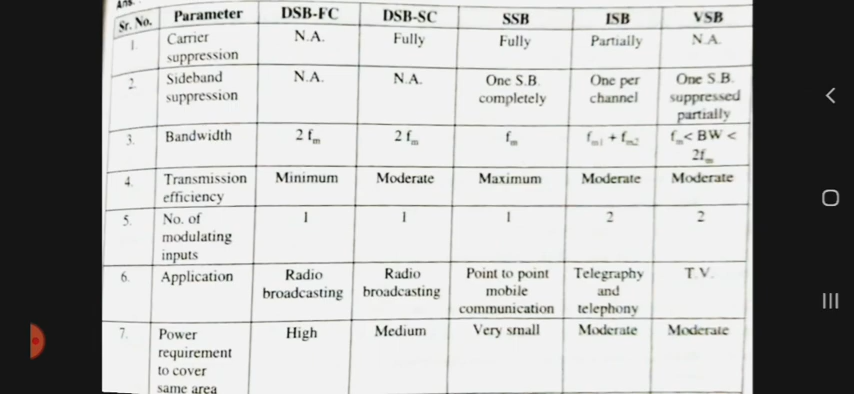 Ans.
Sr. No. Parameter DSB-FC DSB-SC SSB ISB VSB
1. Carrier suppression N.A. Fully Fully Partially N.A.
2. Sideband suppression N.A. N.A. One S.B. completely One per channel One S.B. suppressed partially
3. Bandwidth 2 fm 2 fm fm fm1 + fm2 fm < BW < 2fm
4. Transmission efficiency Minimum Moderate Maximum Moderate Moderate
5. No. of modulating inputs 1 1 1 2 2
6. Application Radio broadcasting Radio broadcasting Point to point mobile communication Telegraphy and telephony T.V.
7. Power requirement to cover same area High Medium Very small Moderate Moderate